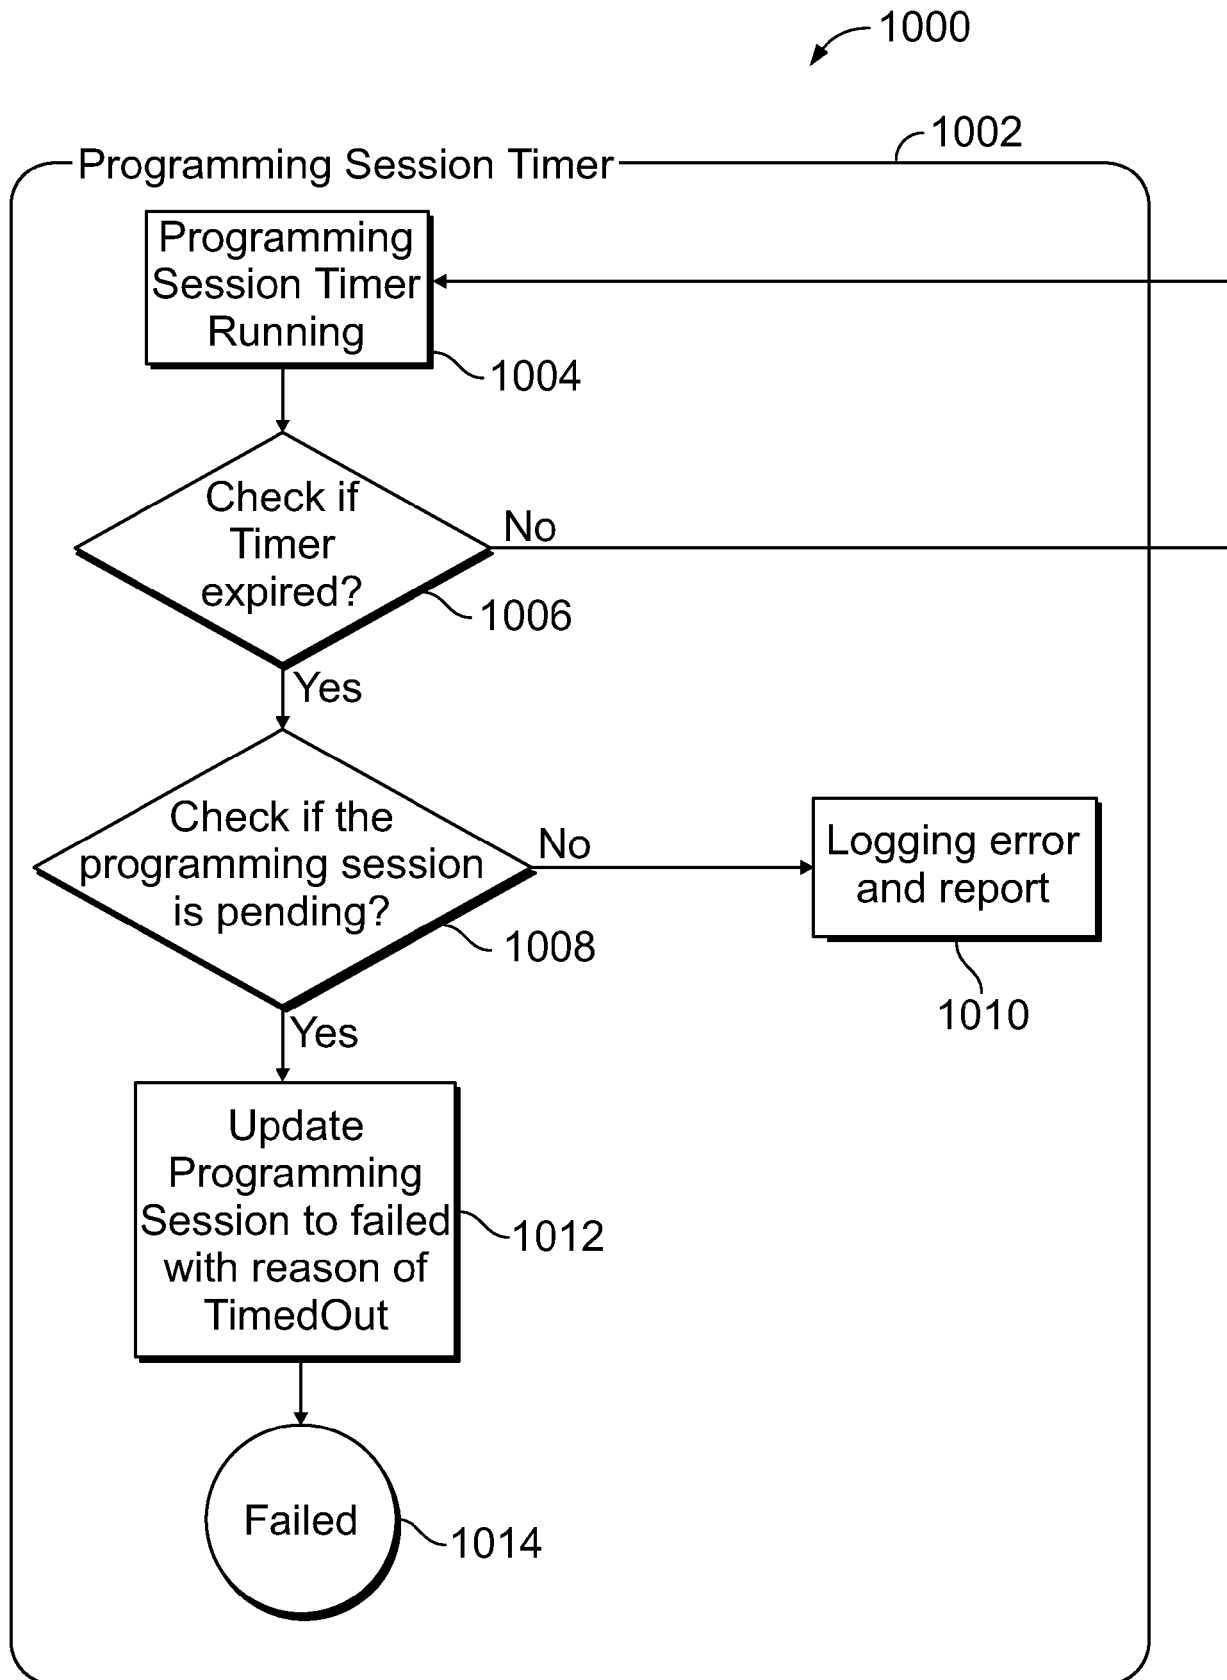 1000
1002
Programming Session Timer
Programming
Session Timer
Running
1004
Check if
Timer
expired?
No
1006
Yes
Check if the
programming session
is pending?
No
1008
Logging error
and report
1010
Yes
Update
Programming
Session to failed
with reason of
TimedOut
1012
Failed
1014